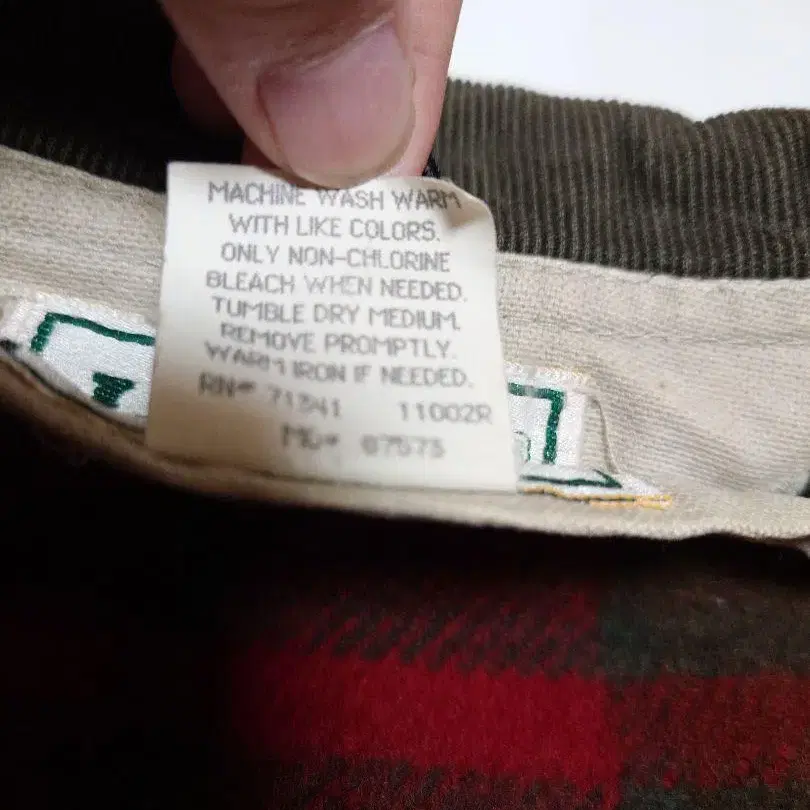 MACHINE WASH WARM
WITH LIKE COLORS.
ONLY NON-CHLORINE
BLEACH WHEN NEEDED.
TUMBLE DRY MEDIUM.
REMOVE PROMPTLY.
WARM IRON IF NEEDED.
RN# 71341 11002R